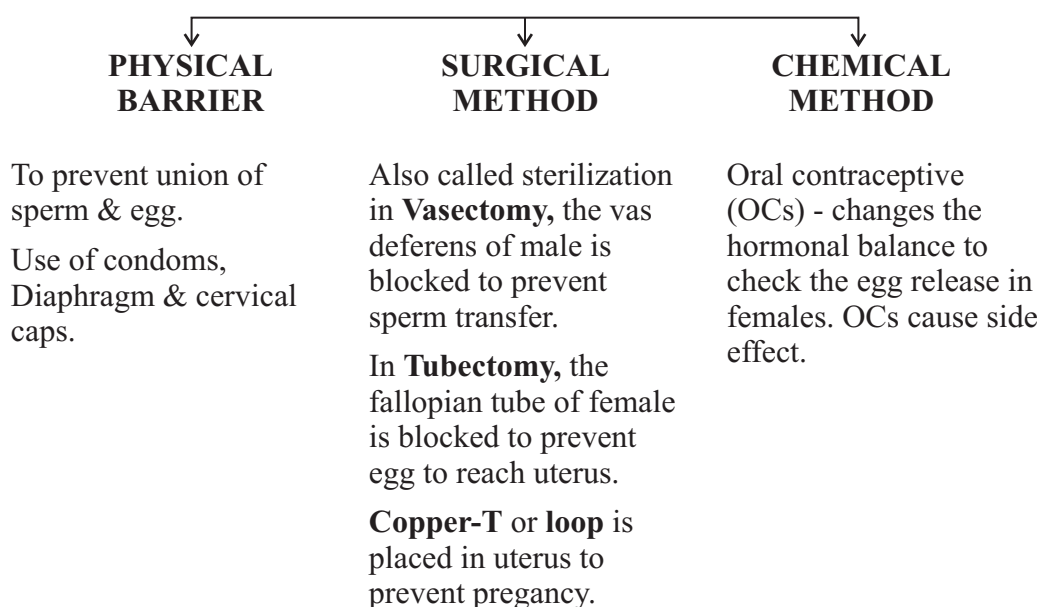 PHYSICAL
BARRIER
To prevent union of
sperm & egg.
Use of condoms,
Diaphragm & cervical
caps.
SURGICAL
METHOD
Also called sterilization
in Vasectomy, the vas
deferens of male is
blocked to prevent
sperm transfer.
In Tubectomy, the
fallopian tube of female
is blocked to prevent
egg to reach uterus.
Copper-T or loop is
placed in uterus to
prevent pregancy.
CHEMICAL
METHOD
Oral contraceptive
(OCs) - changes the
hormonal balance to
check the egg release in
females. OCs cause side
effect.